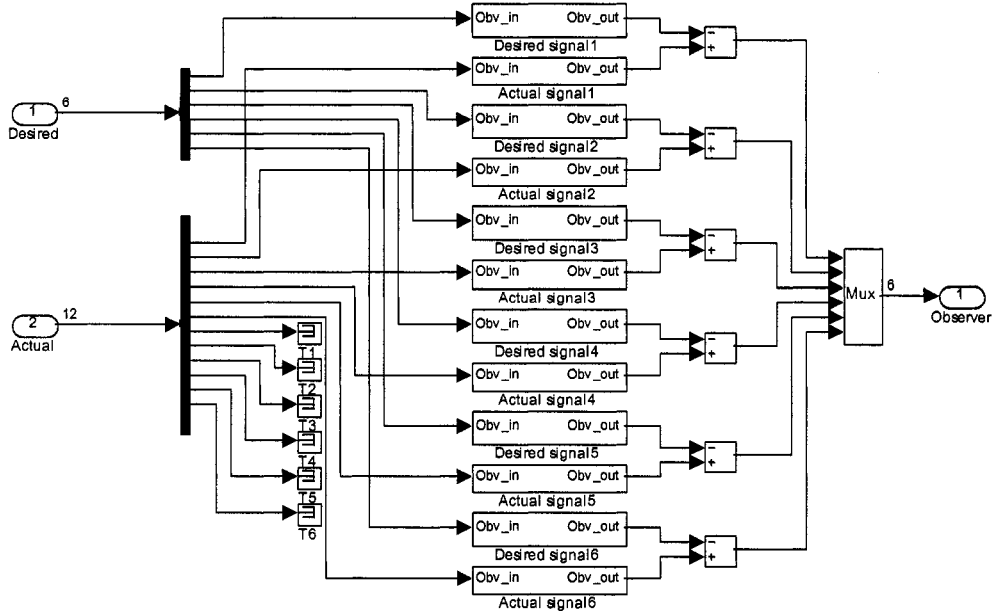 1
Desired
6
2
Actual
12
T1
T2
T3
T4
T5
T6
Obv_in Obv_out
Desired signal1
Obv_in Obv_out
Actual signal1
Obv_in Obv_out
Desired signal2
Obv_in Obv_out
Actual signal2
Obv_in Obv_out
Desired signal3
Obv_in Obv_out
Actual signal3
Obv_in Obv_out
Desired signal4
Obv_in Obv_out
Actual signal4
Obv_in Obv_out
Desired signal5
Obv_in Obv_out
Actual signal5
Obv_in Obv_out
Desired signal6
Obv_in Obv_out
Actual signal6
-
+
-
+
-
+
-
+
-
+
-
+
Mux
6
1
Observer